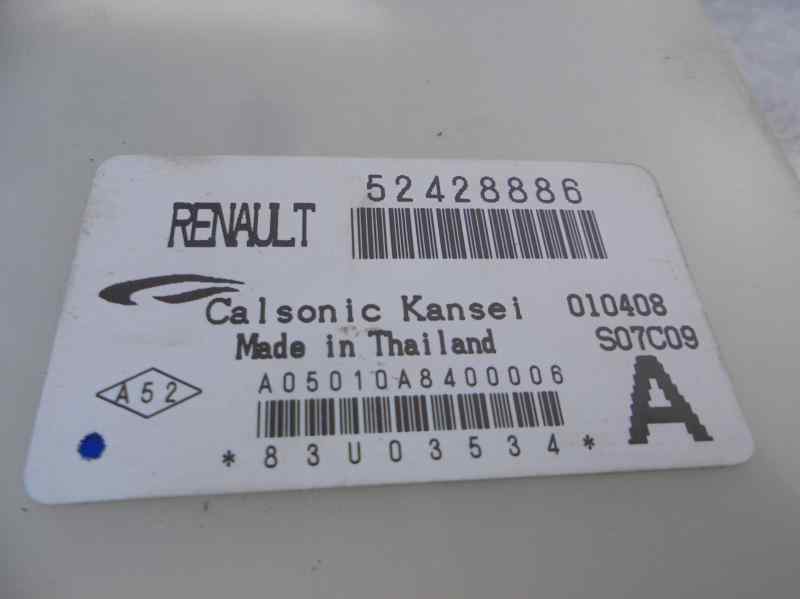 52428886
RENAULT
Calsonic Kansei 010408
Made in Thailand S07C09
A52 A05010A8400006 A
*83U03534*